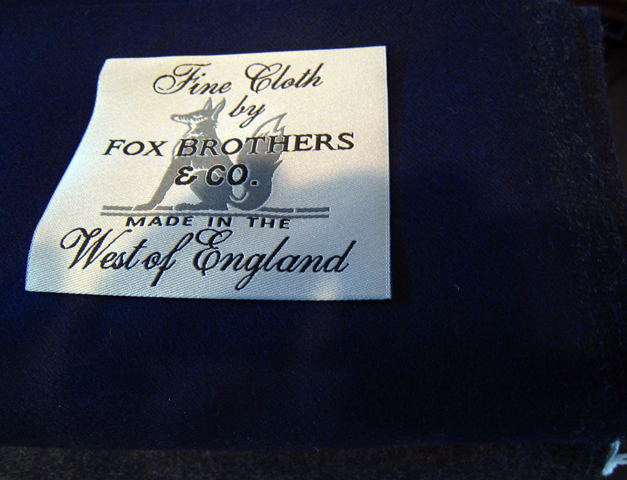 Fine Cloth
by
FOX BROTHERS
& CO.
MADE IN THE
West of England